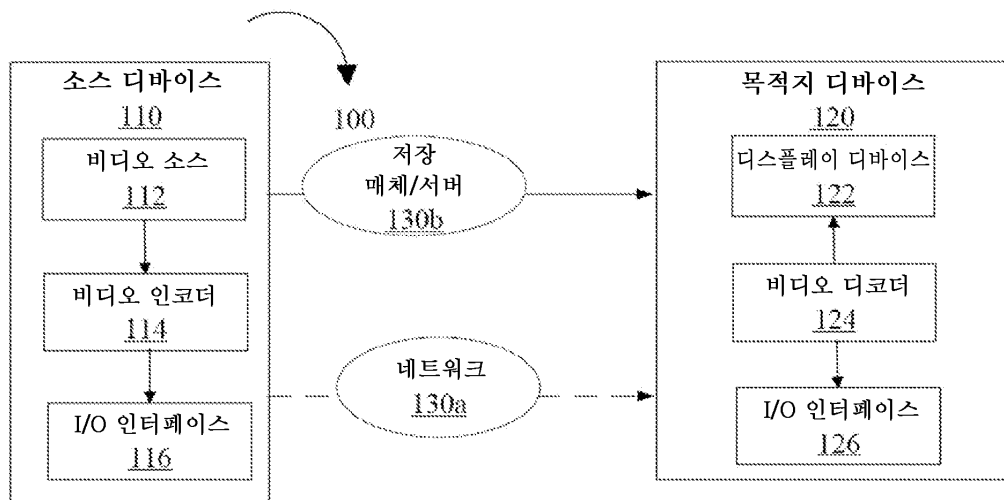 소스 디바이스
110
비디오 소스
112
비디오 인코더
114
I/O 인터페이스
116
100
저장
매체/서버
130b
네트워크
130a
목적지 디바이스
120
디스플레이 디바이스
122
비디오 디코더
124
I/O 인터페이스
126